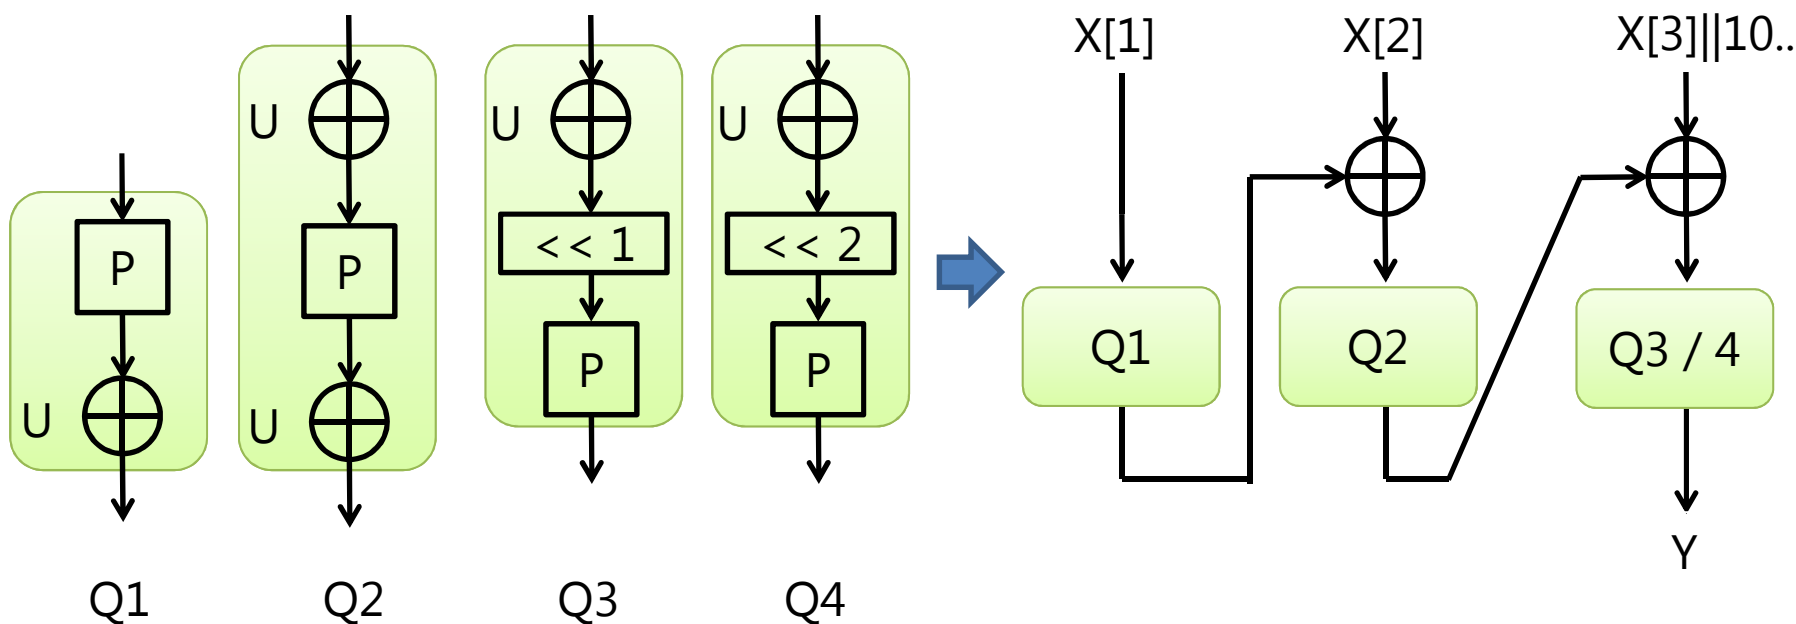 X[1]
X[2]
X[3]||10..
U
U
U
P
P
<< 1
<< 2
Q1
Q2
Q3 / 4
P
P
U
U
Y
Q1
Q2
Q3
Q4